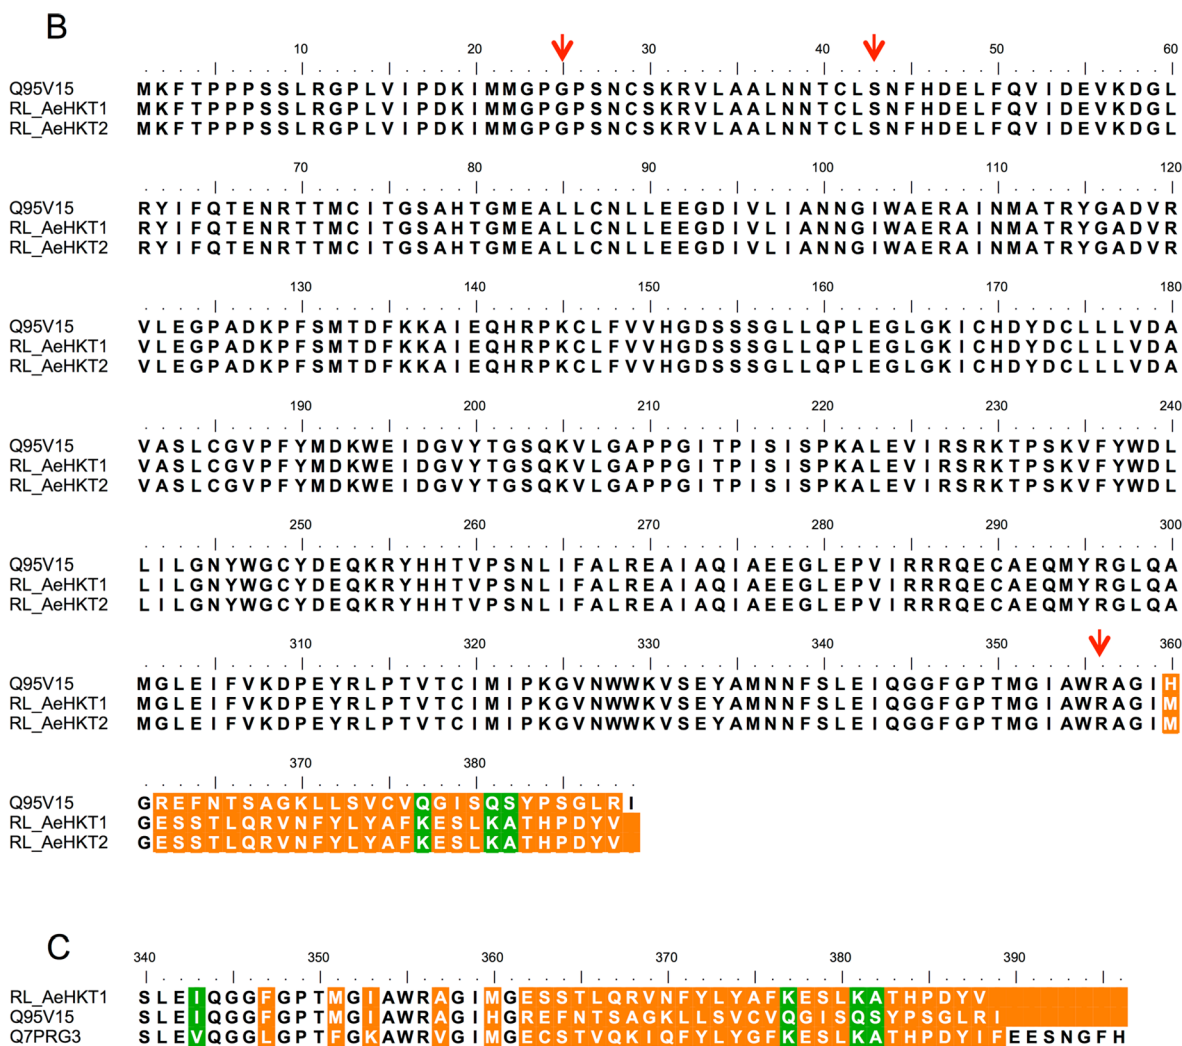 B
10 20 30 40 50 60
Q95V15 MKFTPPPSSLRGPLVIPDKIMMGPGPSNCSKRVLAALNNTCLSNFHDELFQVIDEVKDGL
RL_AeHKT1 MKFTPPPSSLRGPLVIPDKIMMGPGPSNCSKRVLAALNNTCLSNFHDELFQVIDEVKDGL
RL_AeHKT2 MKFTPPPSSLRGPLVIPDKIMMGPGPSNCSKRVLAALNNTCLSNFHDELFQVIDEVKDGL
70 80 90 100 110 120
Q95V15 RYIFQTENRTTMCITGSAHTGMEALLCNLLEEGDIVLIANNGIWAERAINMATRYGADVR
RL_AeHKT1 RYIFQTENRTTMCITGSAHTGMEALLCNLLEEGDIVLIANNGIWAERAINMATRYGADVR
RL_AeHKT2 RYIFQTENRTTMCITGSAHTGMEALLCNLLEEGDIVLIANNGIWAERAINMATRYGADVR
130 140 150 160 170 180
Q95V15 VLEGPADKPFSMTDFKKAIEQHRPKCLFVVHGDSSSGLLQPLEGLGKICHDYDCLLLVDA
RL_AeHKT1 VLEGPADKPFSMTDFKKAIEQHRPKCLFVVHGDSSSGLLQPLEGLGKICHDYDCLLLVDA
RL_AeHKT2 VLEGPADKPFSMTDFKKAIEQHRPKCLFVVHGDSSSGLLQPLEGLGKICHDYDCLLLVDA
190 200 210 220 230 240
Q95V15 VASLCGVPFYMDKWEIDGVYTGSQKVLGAPPGITPISISPKALEVIRSRKTPSKVFYWDL
RL_AeHKT1 VASLCGVPFYMDKWEIDGVYTGSQKVLGAPPGITPISISPKALEVIRSRKTPSKVFYWDL
RL_AeHKT2 VASLCGVPFYMDKWEIDGVYTGSQKVLGAPPGITPISISPKALEVIRSRKTPSKVFYWDL
250 260 270 280 290 300
Q95V15 LILGNYWGCYDEQKRYHHTVPSNLIFALREAIAQIAEEGLEPVIRRRQECAEQMYRGLQA
RL_AeHKT1 LILGNYWGCYDEQKRYHHTVPSNLIFALREAIAQIAEEGLEPVIRRRQECAEQMYRGLQA
RL_AeHKT2 LILGNYWGCYDEQKRYHHTVPSNLIFALREAIAQIAEEGLEPVIRRRQECAEQMYRGLQA
310 320 330 340 350 360
Q95V15 MGLEIFVKDPEYRLPTVTCIMIPKGVNWWKVSEYAMNNFSLEIQGGFGPTMGIAWRAGIH
RL_AeHKT1 MGLEIFVKDPEYRLPTVTCIMIPKGVNWWKVSEYAMNNFSLEIQGGFGPTMGIAWRAGIM
RL_AeHKT2 MGLEIFVKDPEYRLPTVTCIMIPKGVNWWKVSEYAMNNFSLEIQGGFGPTMGIAWRAGIM
370 380
Q95V15 GREFNTSAGKLLSVCVQGISQSYPSGLRI
RL_AeHKT1 GESSTLQRVNFYLYAFKESLKATHPDYV
RL_AeHKT2 GESSTLQRVNFYLYAFKESLKATHPDYV
C
340 350 360 370 380 390
RL_AeHKT1 SLEIQGGFGPTMGIAWRAGIMGESSTLQRVNFYLYAFKESLKATHPDYV
Q95V15 SLEIQGGFGPTMGIAWRAGIHGREFNTSAGKLLSVCVQGISQSYPSGLRI
Q7PRG3 SLEVQGGLGPTFGKAWRVGIMGECSTVQKIQFYLYGFKESLKATHPDYIFEESNGFH